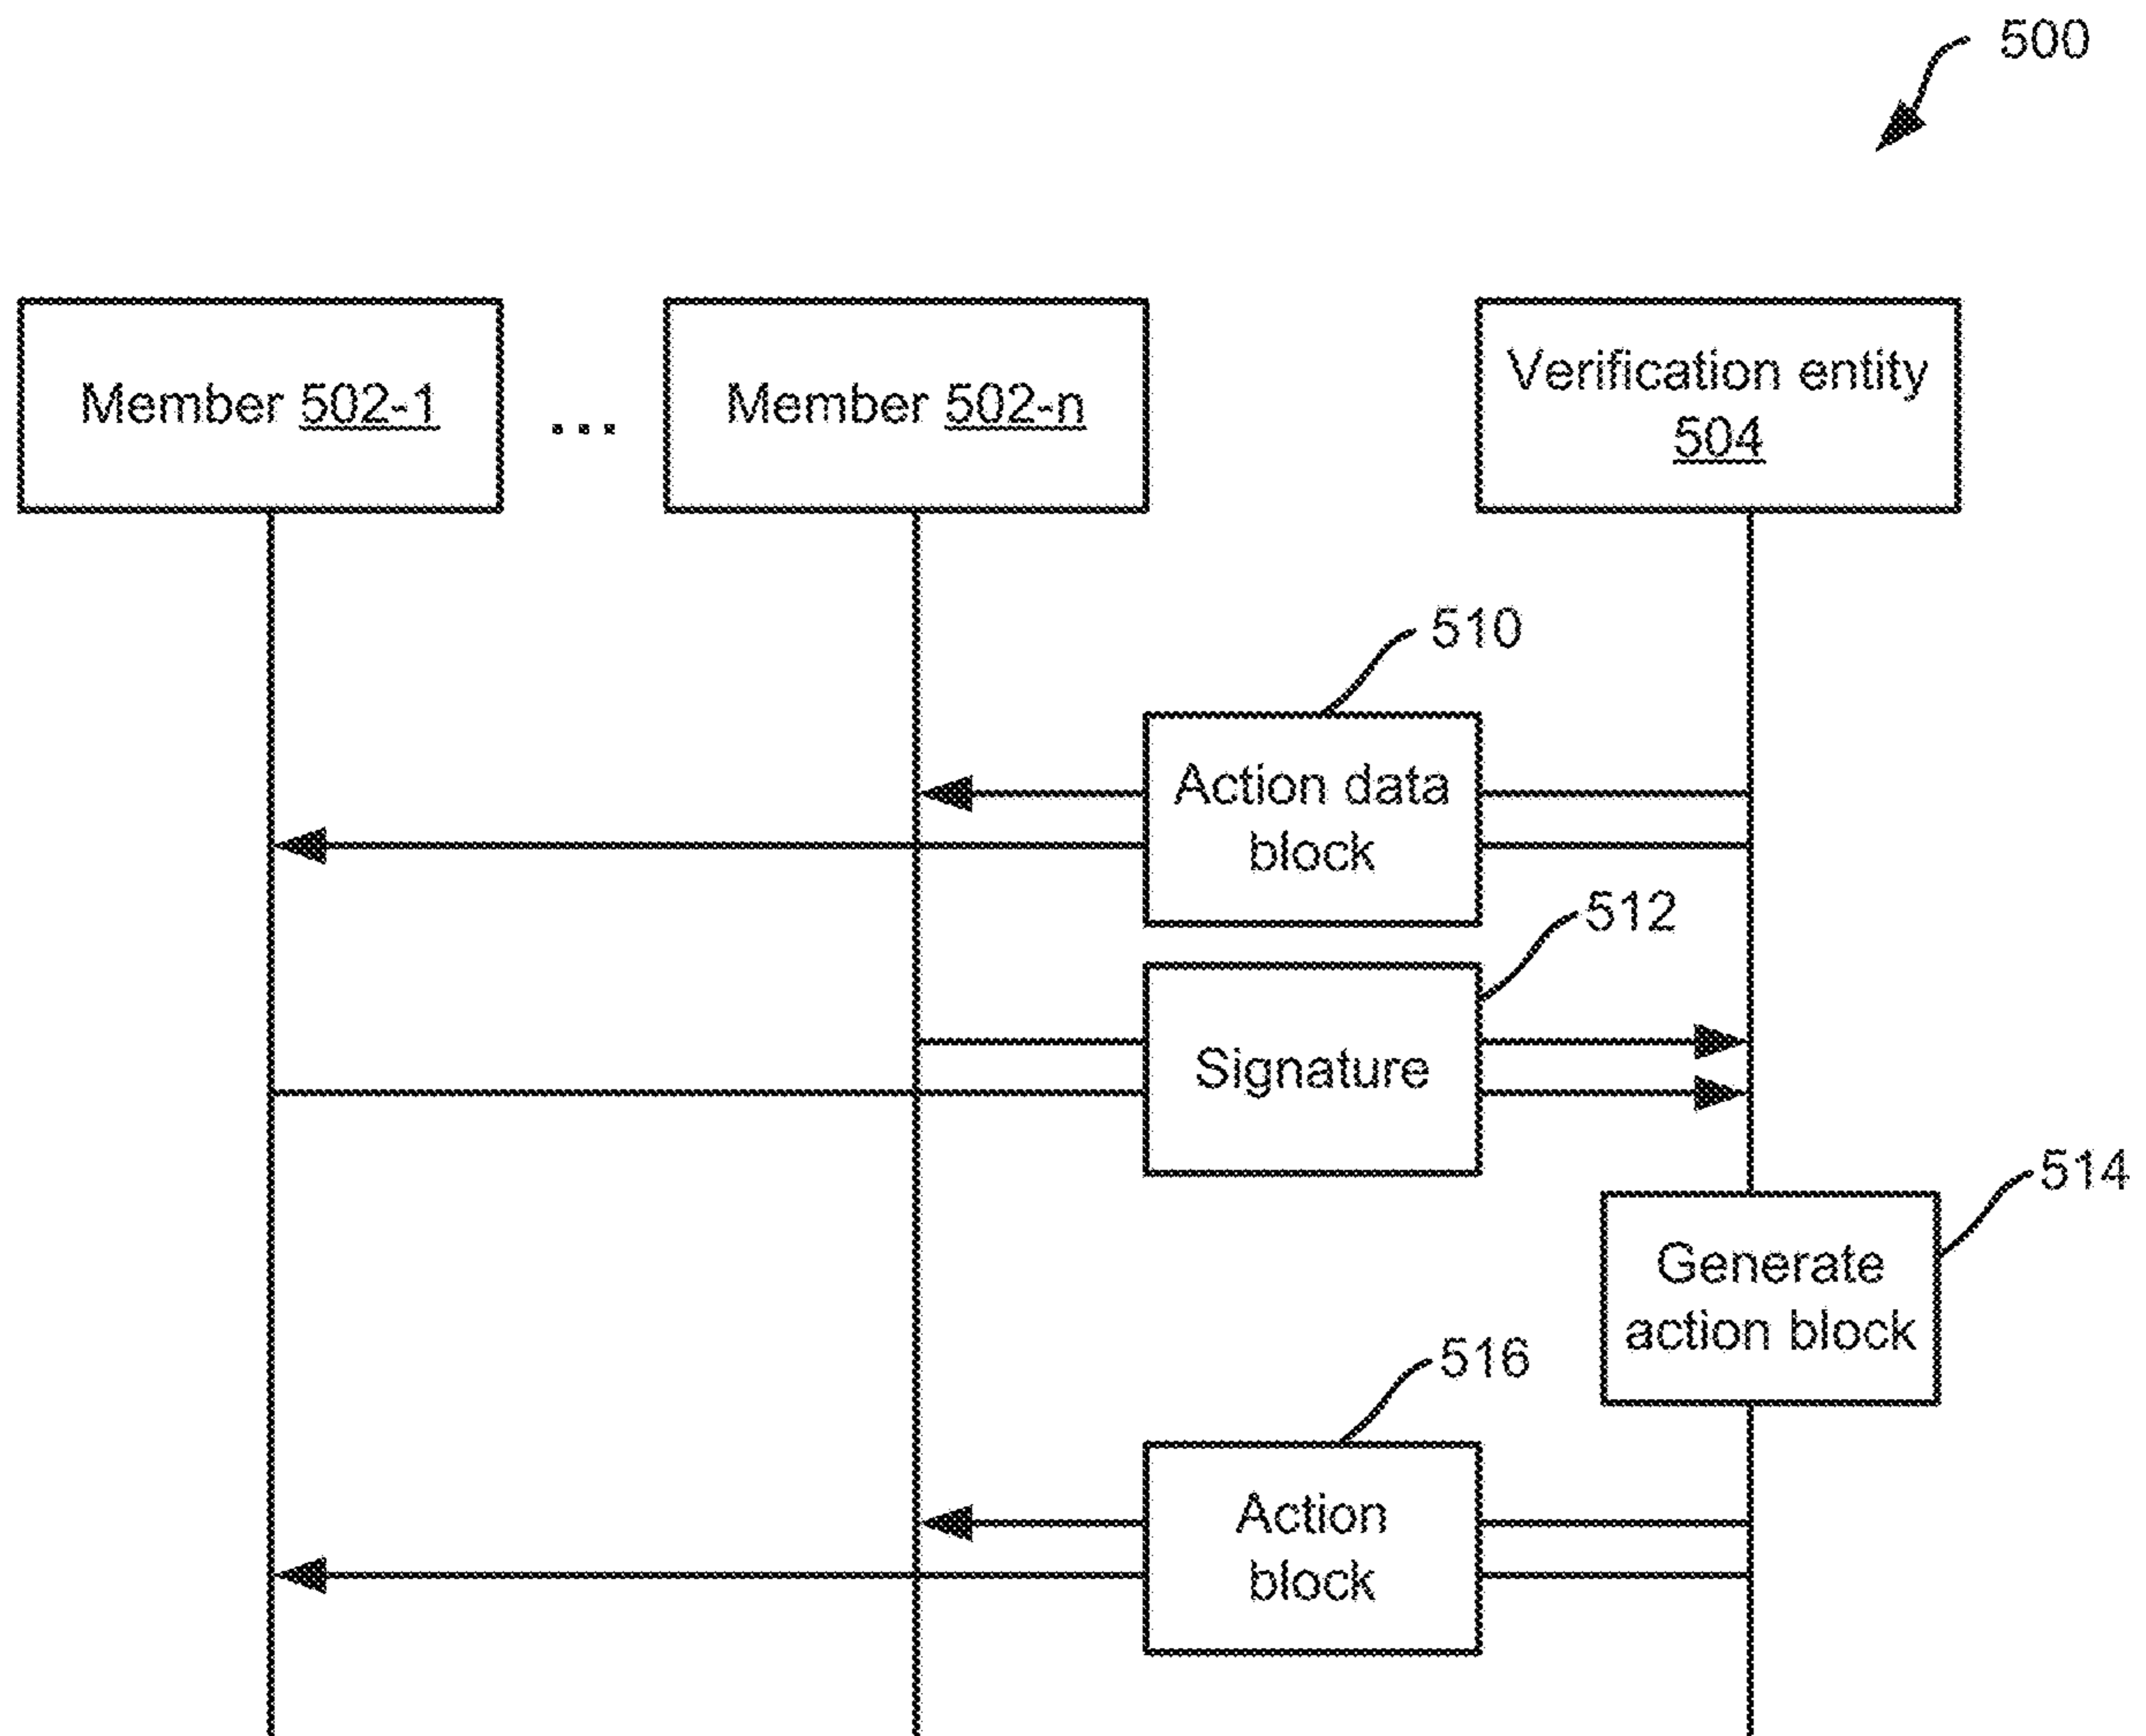 500
Member 502-1
...
Member 502-n
Verification entity
504
510
Action data
block
512
Signature
514
Generate
action block
516
Action
block